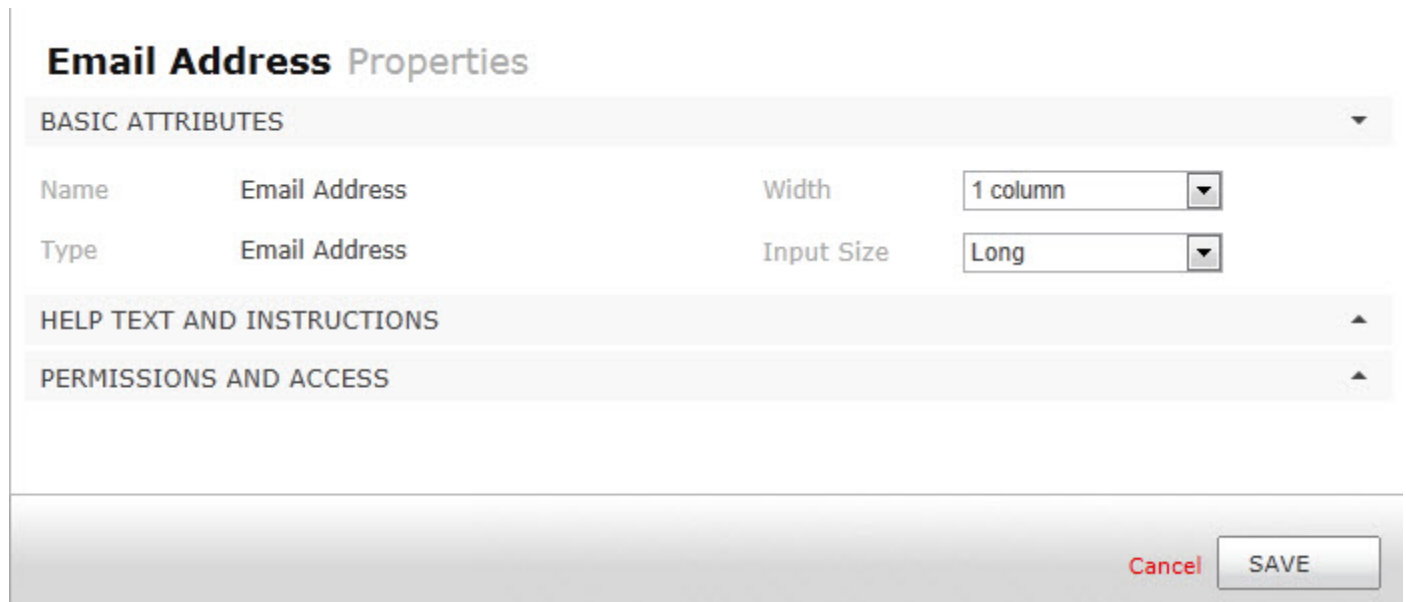 Email Address Properties
BASIC ATTRIBUTES
Name Email Address Width 1 column
Type Email Address Input Size Long
HELP TEXT AND INSTRUCTIONS
PERMISSIONS AND ACCESS
Cancel SAVE